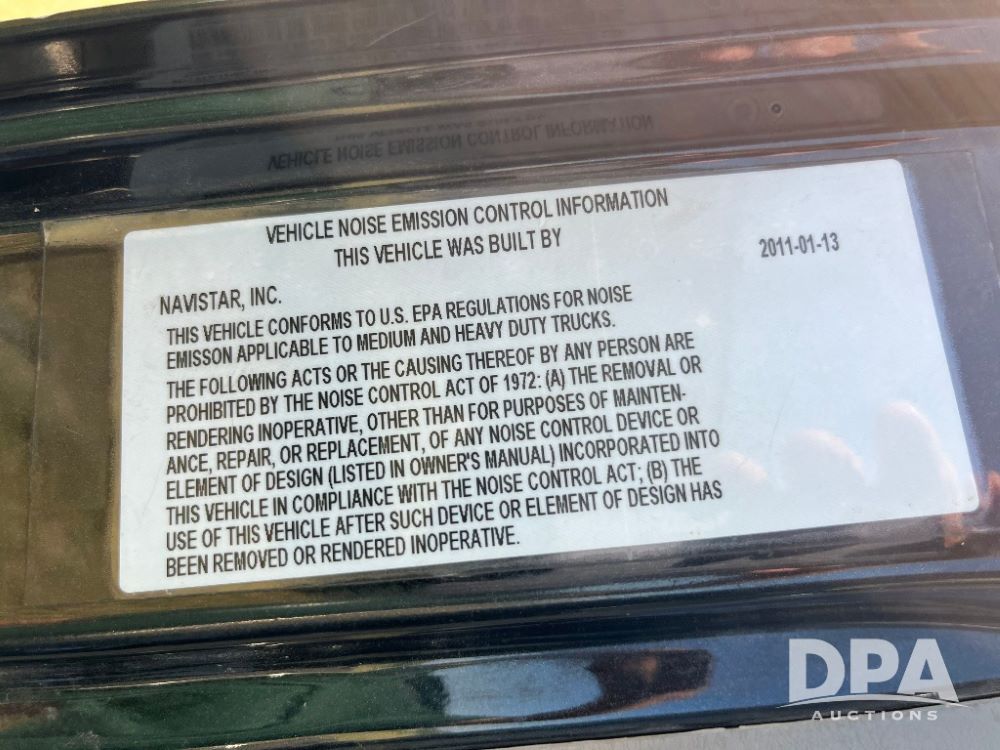 VEHICLE NOISE EMISSION CONTROL INFORMATION
VEHICLE NOISE EMISSION CONTROL INFORMATION
THIS VEHICLE WAS BUILT BY
2011-01-13
NAVISTAR, INC.
THIS VEHICLE CONFORMS TO U.S. EPA REGULATIONS FOR NOISE
EMISSON APPLICABLE TO MEDIUM AND HEAVY DUTY TRUCKS.
THE FOLLOWING ACTS OR THE CAUSING THEREOF BY ANY PERSON ARE
PROHIBITED BY THE NOISE CONTROL ACT OF 1972: (A) THE REMOVAL OR
RENDERING INOPERATIVE, OTHER THAN FOR PURPOSES OF MAINTEN-
ANCE, REPAIR, OR REPLACEMENT, OF ANY NOISE CONTROL DEVICE OR
ELEMENT OF DESIGN (LISTED IN OWNER'S MANUAL) INCORPORATED INTO
THIS VEHICLE IN COMPLIANCE WITH THE NOISE CONTROL ACT; (B) THE
USE OF THIS VEHICLE AFTER SUCH DEVICE OR ELEMENT OF DESIGN HAS
BEEN REMOVED OR RENDERED INOPERATIVE.
DPA
AUCTIONS